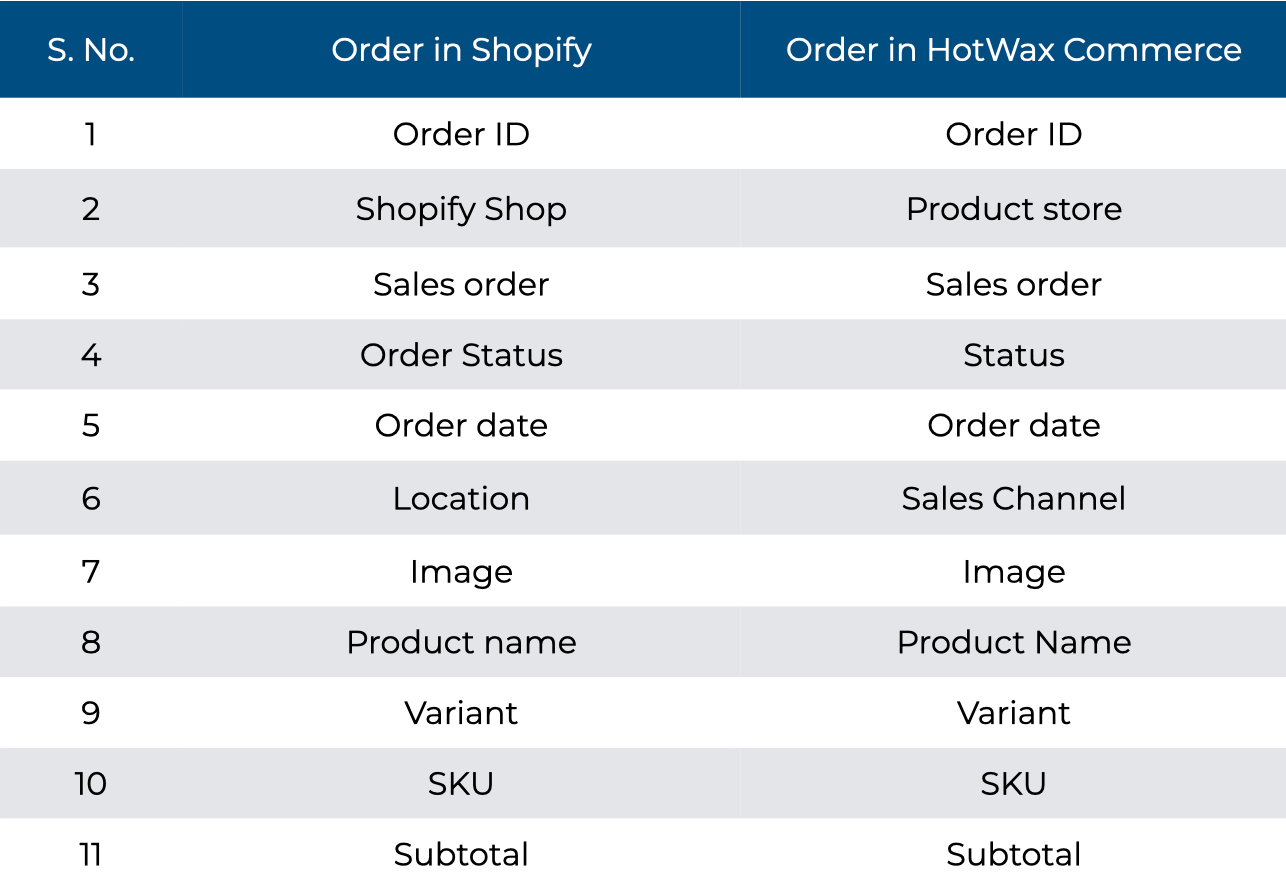 S. No. Order in Shopify Order in HotWax Commerce
1 Order ID Order ID
2 Shopify Shop Product store
3 Sales order Sales order
4 Order Status Status
5 Order date Order date
6 Location Sales Channel
7 Image Image
8 Product name Product Name
9 Variant Variant
10 SKU SKU
11 Subtotal Subtotal